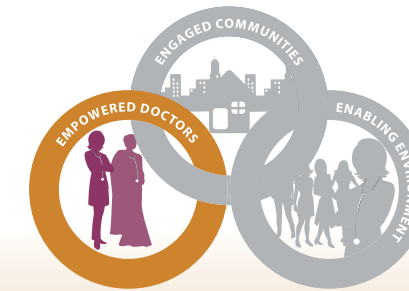 ENGAGED COMMUNITIES
EMPOWERED DOCTORS
ENABLING ENVIRONMENT